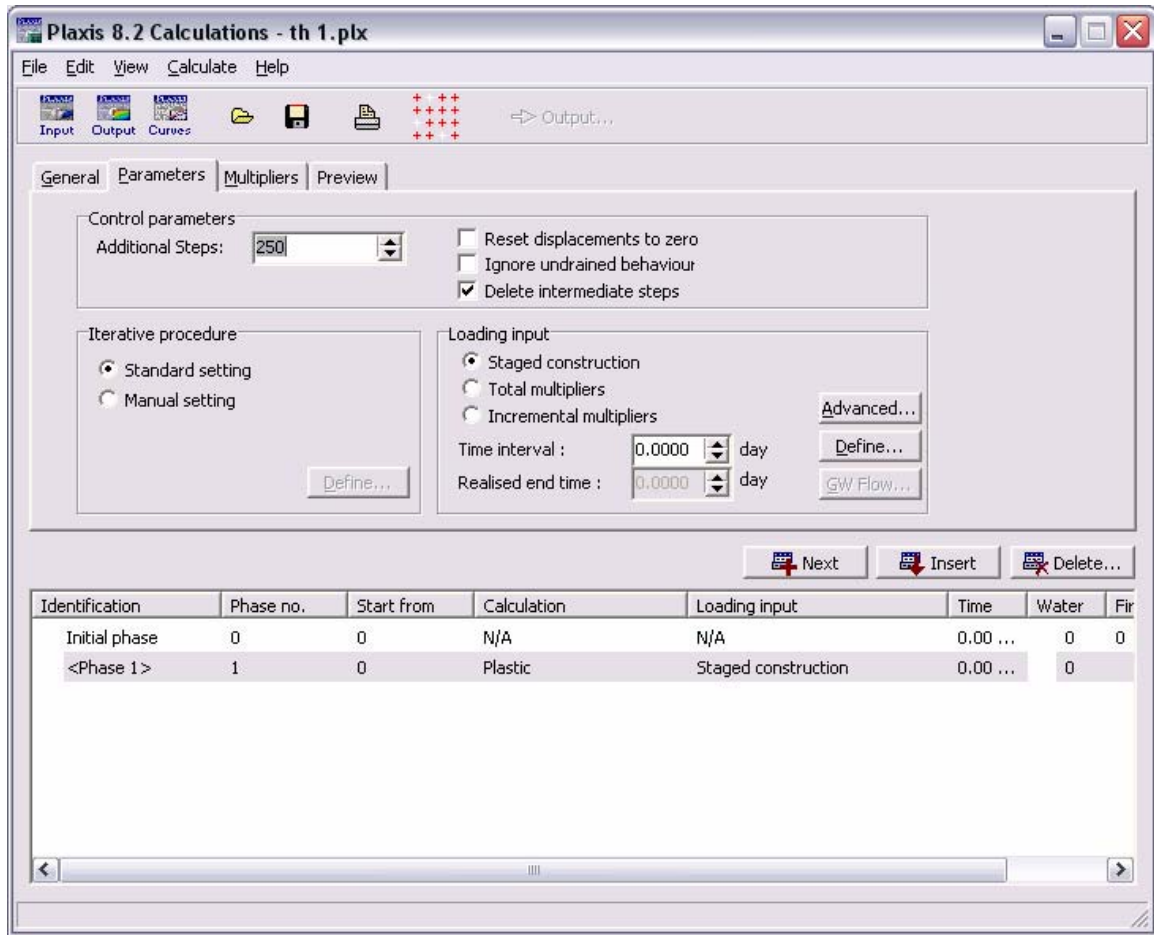 Plaxis 8.2 Calculations - th 1.plx
File Edit View Calculate Help
Input Output Curves Output...
General Parameters Multipliers Preview
Control parameters
Additional Steps: 250
Reset displacements to zero
Ignore undrained behaviour
Delete intermediate steps
Iterative procedure
Standard setting
Manual setting
Define...
Loading input
Staged construction
Total multipliers
Incremental multipliers
Advanced...
Time interval : 0.0000 day Define...
Realised end time : 0.0000 day GW Flow...
Next Insert Delete...
Identification Phase no. Start from Calculation Loading input Time Water Fir
Initial phase 0 0 N/A N/A 0.00 ... 0 0
<Phase 1> 1 0 Plastic Staged construction 0.00 ... 0